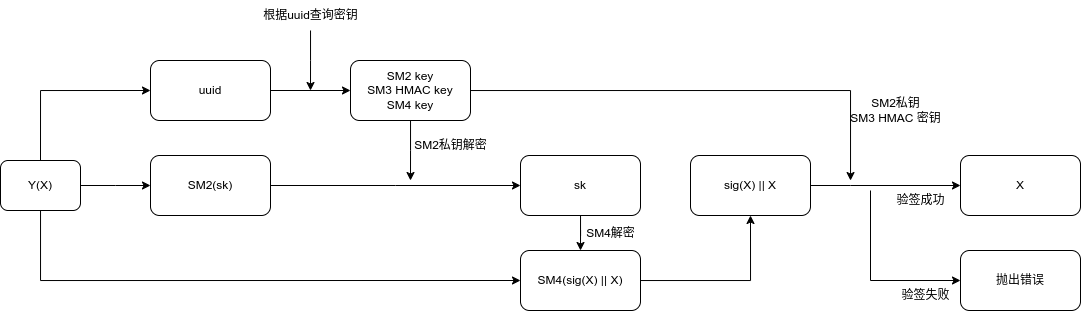 根据uuid查询密钥
uuid
SM2 key
SM3 HMAC key
SM4 key
SM2私钥
SM3 HMAC 密钥
SM2私钥解密
Y(X)
SM2(sk)
sk
sig(X) || X
X
验签成功
SM4解密
SM4(sig(X) || X)
验签失败
抛出错误